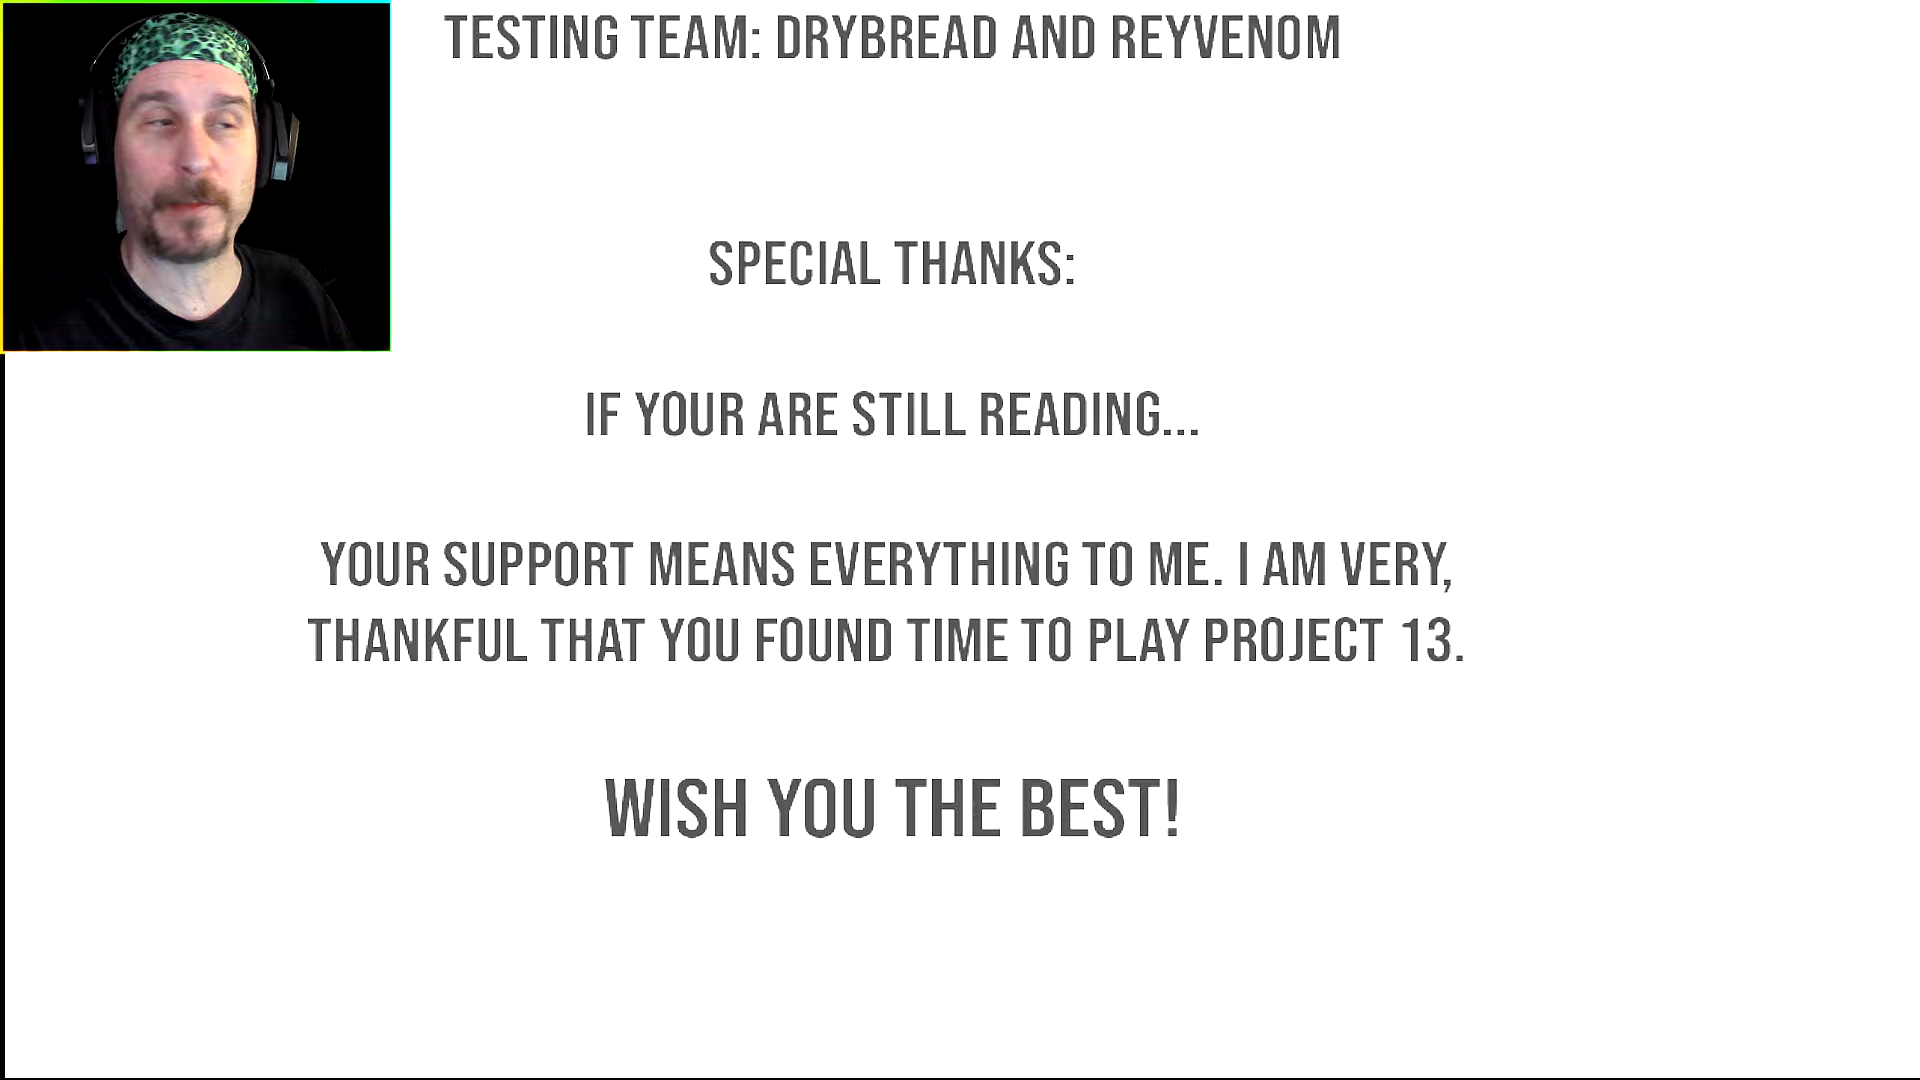 TESTING TEAM: DRYBREAD AND REYVENOM
SPECIAL THANKS:
IF YOUR ARE STILL READING...
YOUR SUPPORT MEANS EVERYTHING TO ME. I AM VERY,
THANKFUL THAT YOU FOUND TIME TO PLAY PROJECT 13.
WISH YOU THE BEST!